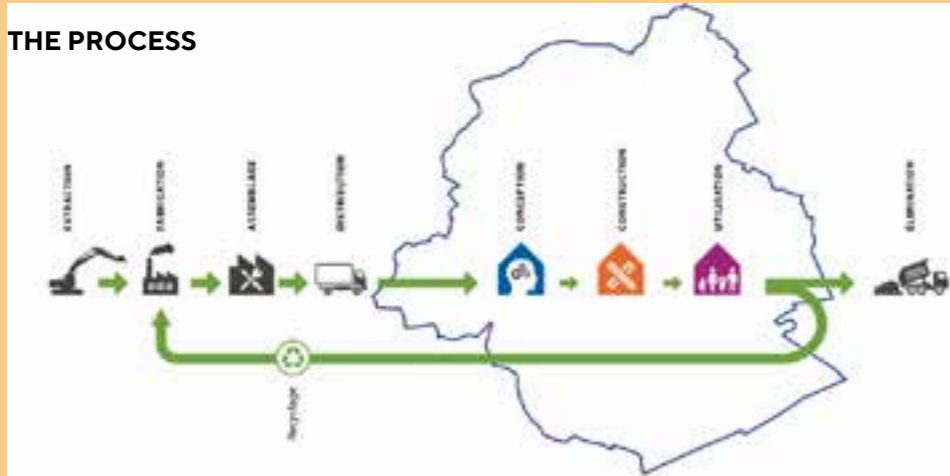 THE PROCESS
EXTRACTION
FABRICATION
ASSEMBLAGE
DISTRIBUTION
CONCEPTION
CONSTRUCTION
UTILISATION
ÉLIMINATION
Recyclage